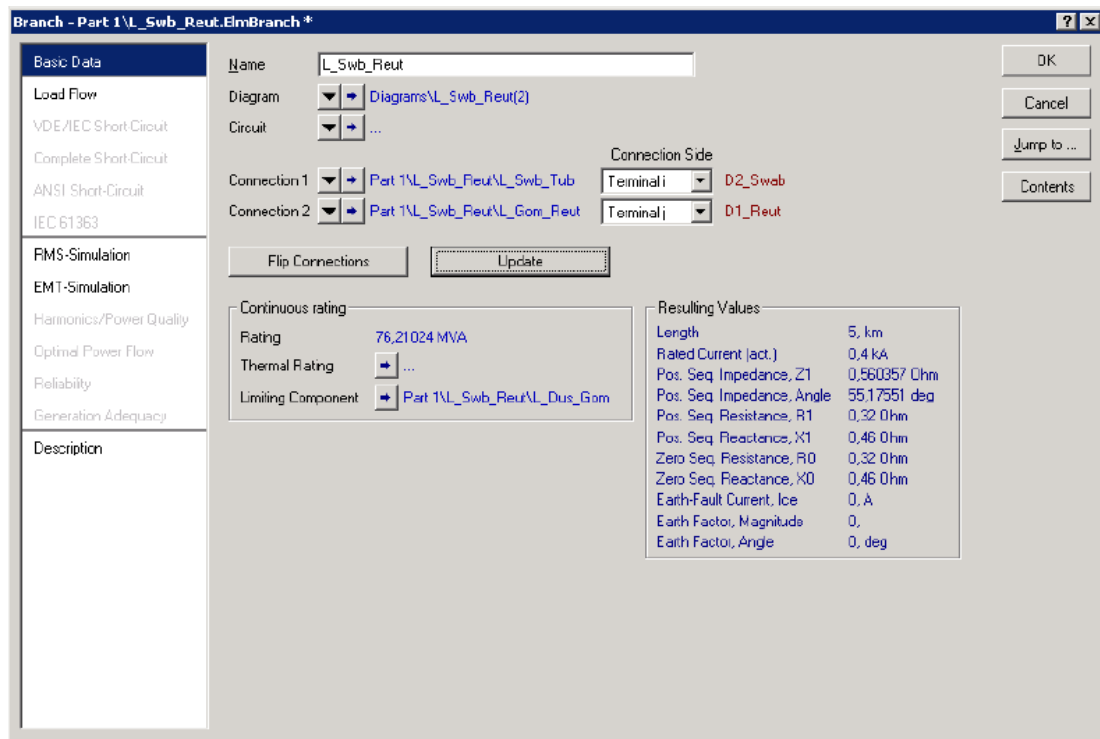 Branch - Part 1\L_Swb_Reut.ElmBranch *
Basic Data
Load Flow
VDE/IEC Short-Circuit
Complete Short-Circuit
ANSI Short-Circuit
IEC 61363
RMS-Simulation
EMT-Simulation
Harmonics/Power Quality
Optimal Power Flow
Reliability
Generation Adequacy
Description
Name L_Swb_Reut
Diagram Diagrams\L_Swb_Reut(2)
Circuit ...
Connection Side
Connection 1 Part 1\L_Swb_Reut\L_Swb_Tub Terminal i D2_Swab
Connection 2 Part 1\L_Swb_Reut\L_Gom_Reut Terminal j D1_Reut
Flip Connections Update
Continuous rating
Rating 76,21024 MVA
Thermal Rating ...
Limiting Component Part 1\L_Swb_Reut\L_Dus_Gom
Resulting Values
Length 5, km
Rated Current (act.) 0,4 kA
Pos. Seq. Impedance, Z1 0,560357 Ohm
Pos. Seq. Impedance, Angle 55,17551 deg
Pos. Seq. Resistance, R1 0,32 Ohm
Pos. Seq. Reactance, X1 0,46 Ohm
Zero Seq. Resistance, R0 0,32 Ohm
Zero Seq. Reactance, X0 0,46 Ohm
Earth-Fault Current, Ice 0, A
Earth Factor, Magnitude 0,
Earth Factor, Angle 0, deg
OK
Cancel
Jump to ...
Contents